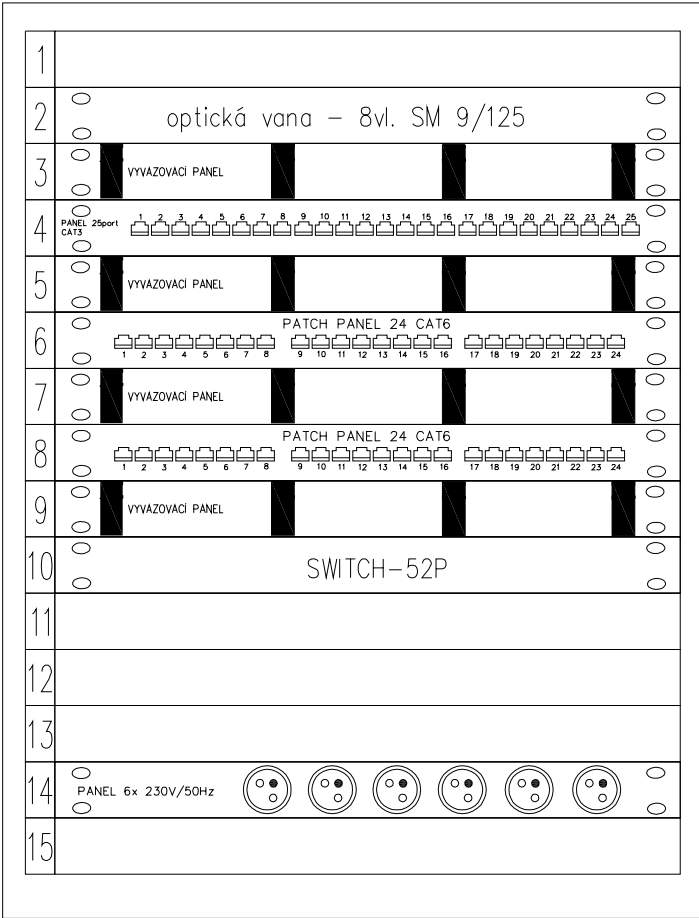 1
2 optická vana – 8vl. SM 9/125
3 VYVAZOVACÍ PANEL
4 PANEL 25port CAT3 1 2 3 4 5 6 7 8 9 10 11 12 13 14 15 16 17 18 19 20 21 22 23 24 25
5 VYVAZOVACÍ PANEL
6 PATCH PANEL 24 CAT6
1 2 3 4 5 6 7 8 9 10 11 12 13 14 15 16 17 18 19 20 21 22 23 24
7 VYVAZOVACÍ PANEL
8 PATCH PANEL 24 CAT6
1 2 3 4 5 6 7 8 9 10 11 12 13 14 15 16 17 18 19 20 21 22 23 24
9 VYVAZOVACÍ PANEL
10 SWITCH–52P
11
12
13
14 PANEL 6x 230V/50Hz
15